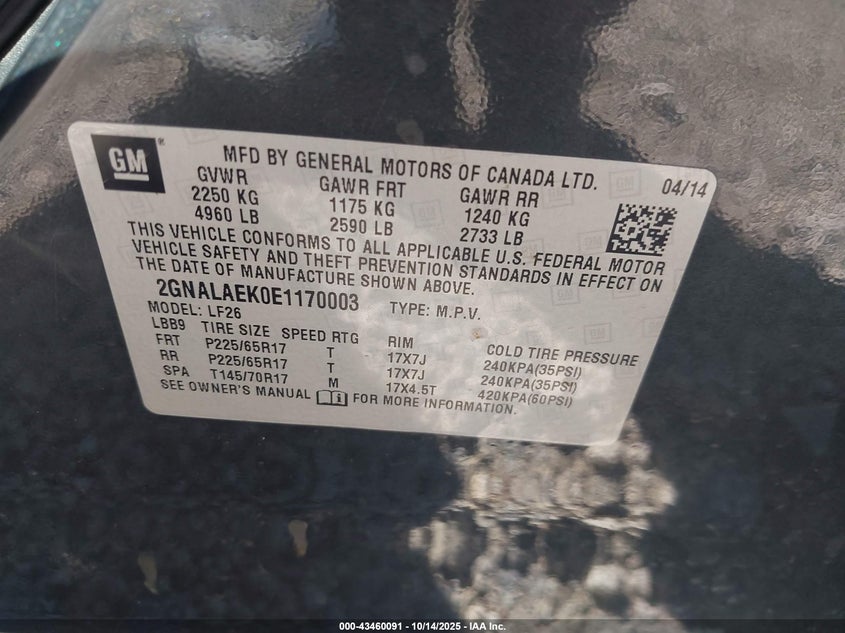 GM
MFD BY GENERAL MOTORS OF CANADA LTD. 04/14
GVWR GAWR FRT GAWR RR
2250 KG 1175 KG 1240 KG
4960 LB 2590 LB 2733 LB
THIS VEHICLE CONFORMS TO ALL APPLICABLE U.S. FEDERAL MOTOR
VEHICLE SAFETY AND THEFT PREVENTION STANDARDS IN EFFECT ON
THE DATE OF MANUFACTURE SHOWN ABOVE.
2GNALAEK0E1170003 TYPE: M.P.V.
MODEL: LF26
LBB9 TIRE SIZE SPEED RTG RIM COLD TIRE PRESSURE
FRT P225/65R17 T 17X7J 240KPA(35PSI)
RR P225/65R17 T 17X7J 240KPA(35PSI)
SPA T145/70R17 M 17X4.5T 420KPA(60PSI)
SEE OWNER'S MANUAL FOR MORE INFORMATION.
000-43460091 - 10/14/2025 - IAA Inc.